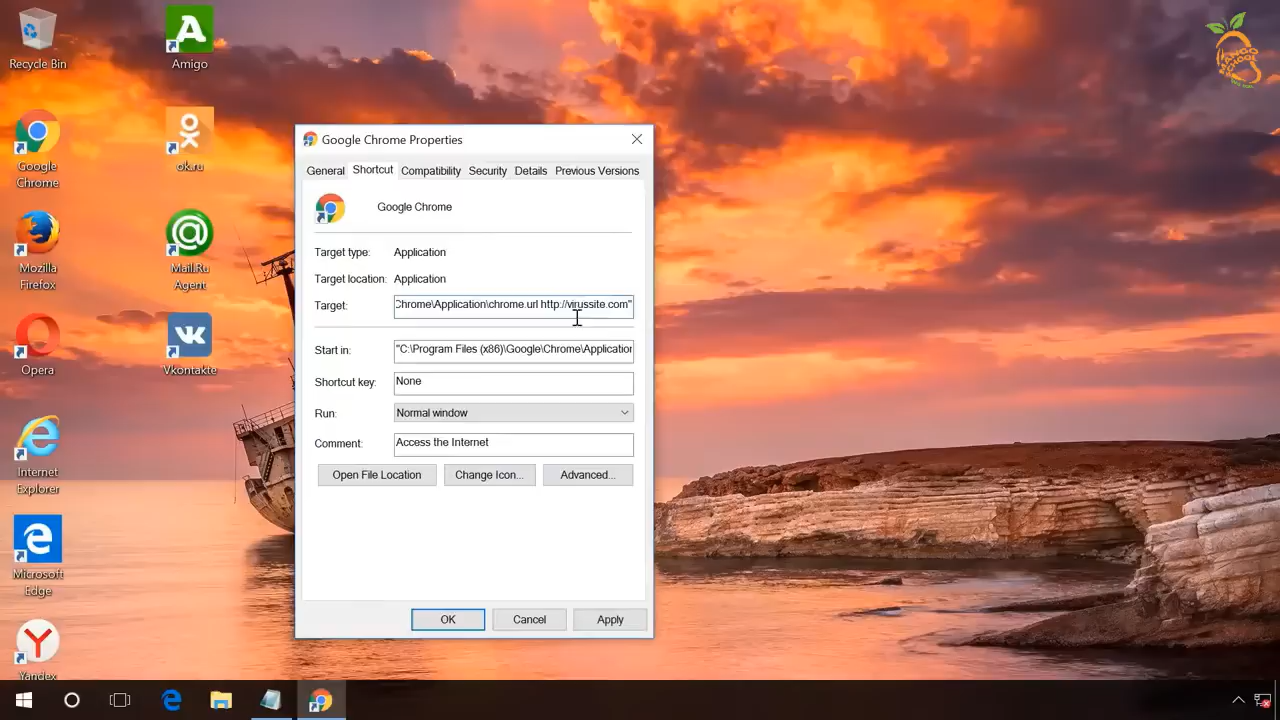 Recycle Bin
Amigo
MANGO
SCHOOL
Google
Chrome
ok.ru
Mozilla
Firefox
Mail.Ru
Agent
Opera
Vkontakte
Internet
Explorer
Microsoft
Edge
Yandex
Google Chrome Properties
General Shortcut Compatibility Security Details Previous Versions
Google Chrome
Target type: Application
Target location: Application
Target: Chrome\Application\chrome.url http://virussite.com"
Start in: "C:\Program Files (x86)\Google\Chrome\Application
Shortcut key: None
Run: Normal window
Comment: Access the Internet
Open File Location Change Icon... Advanced...
OK Cancel Apply